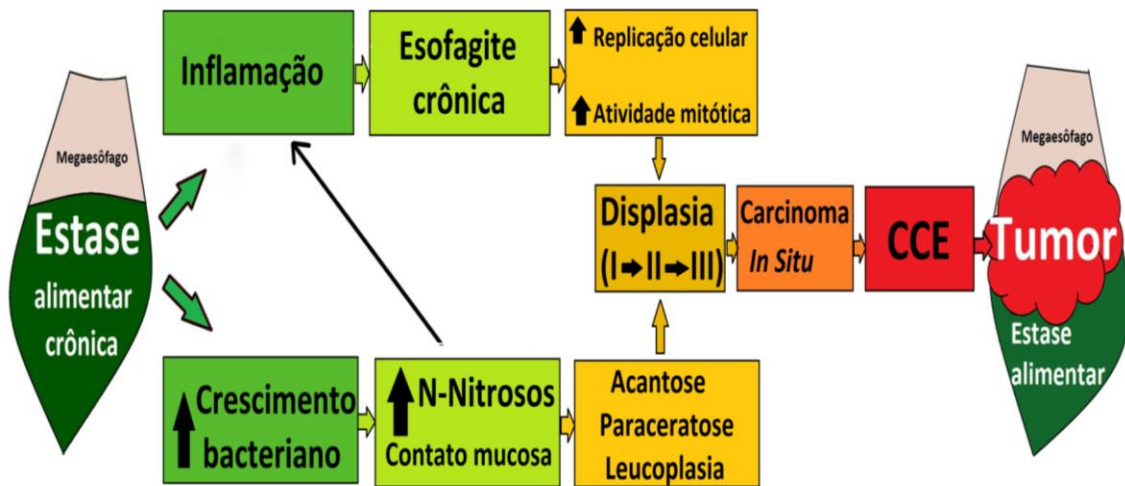 Megaesôfago
Estase
alimentar
crônica
Inflamação
Esofagite
crônica
Replicação celular
Atividade mitótica
Crescimento
bacteriano
N-Nitrosos
Contato mucosa
Acantose
Paraceratose
Leucoplasia
Displasia
(I➔II➔III)
Carcinoma
In Situ
CCE
Megaesôfago
Tumor
Estase
alimentar